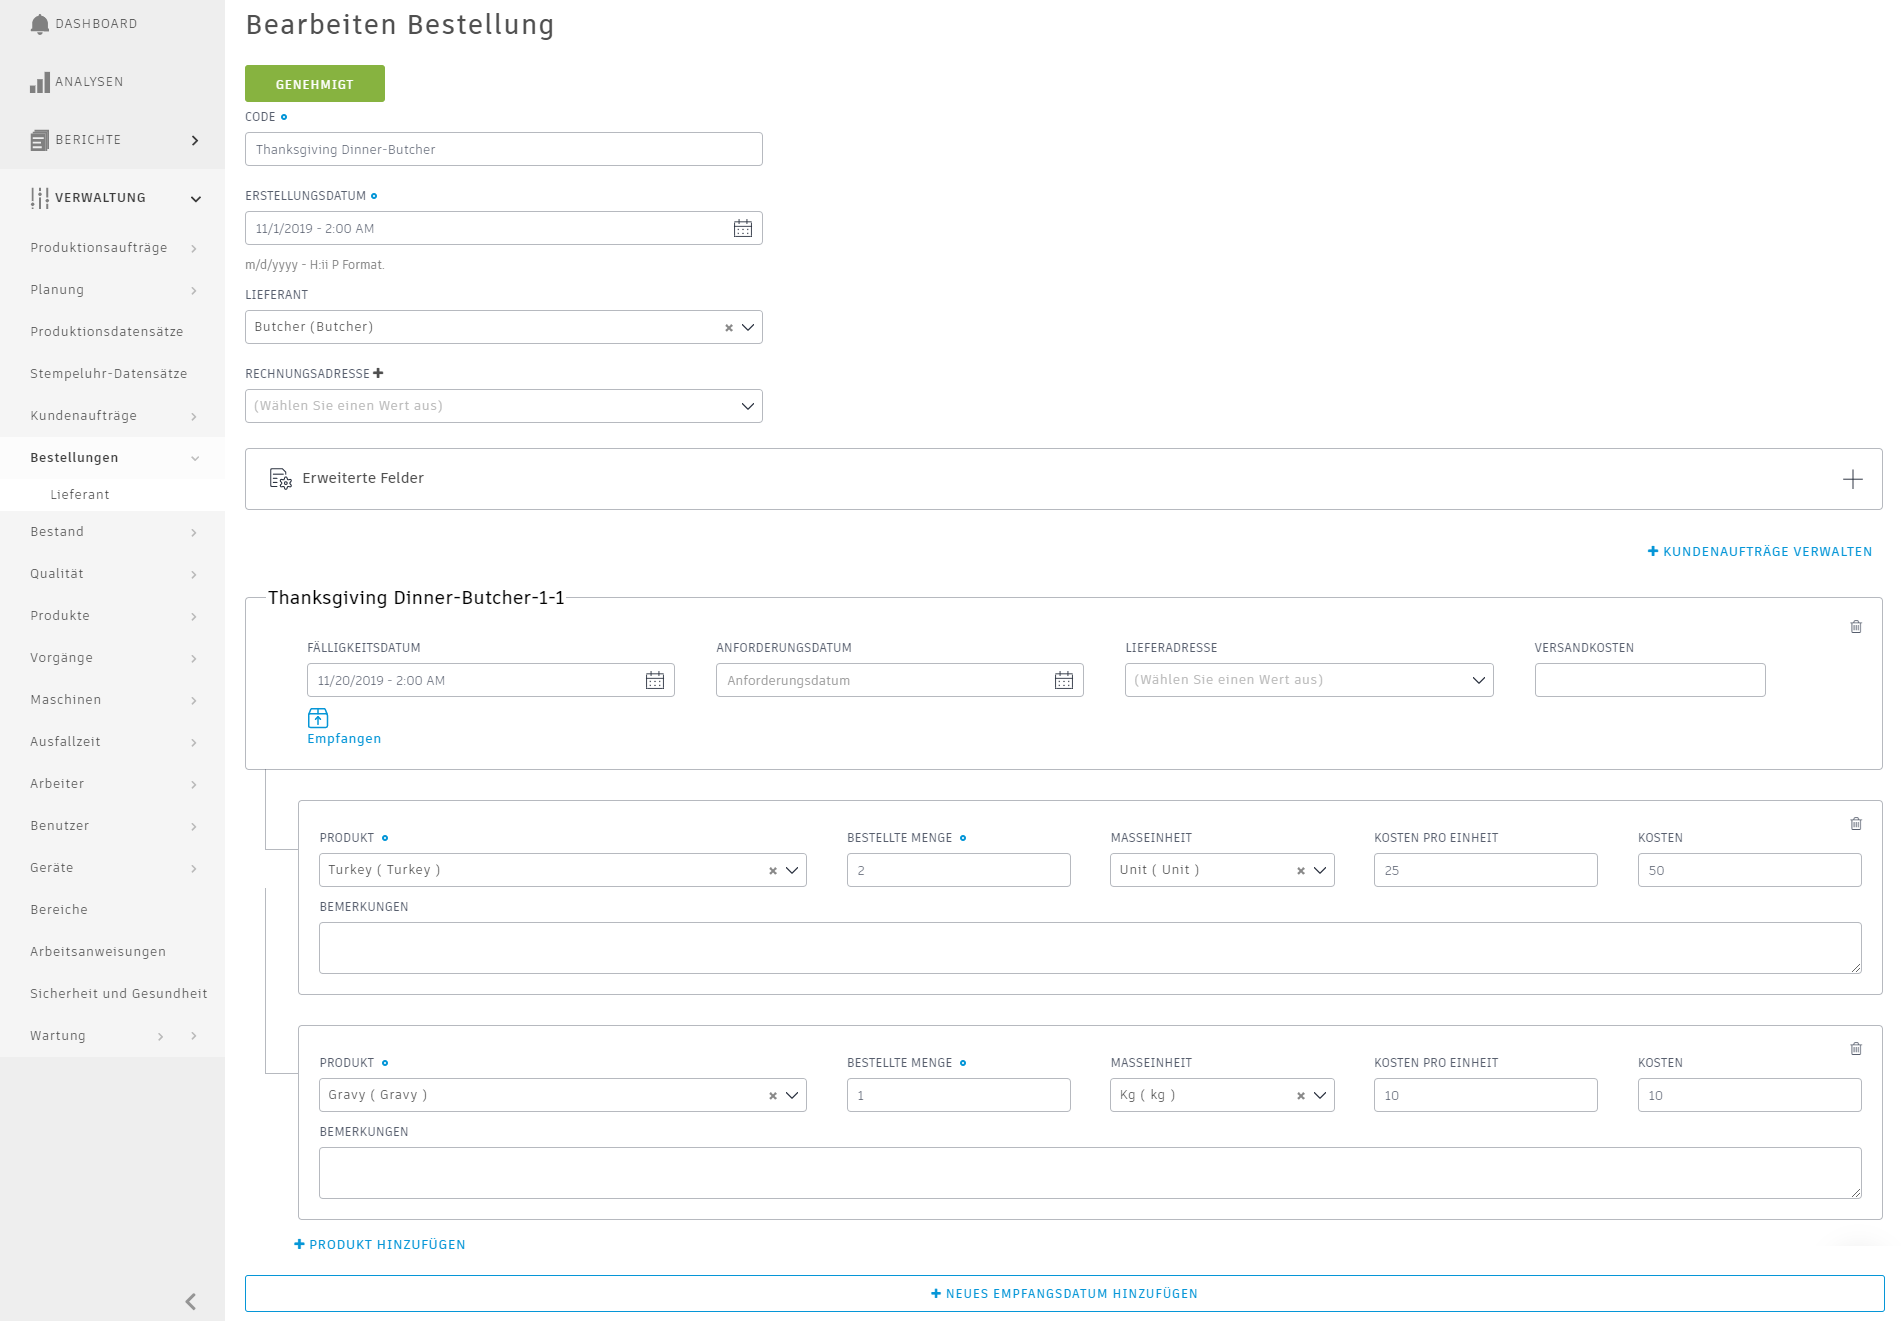 DASHBOARD
ANALYSEN
BERICHTE
VERWALTUNG
Produktionsaufträge
Planung
Produktionsdatensätze
Stempeluhr-Datensätze
Kundenaufträge
Bestellungen
Lieferant
Bestand
Qualität
Produkte
Vorgänge
Maschinen
Ausfallzeit
Arbeiter
Benutzer
Geräte
Bereiche
Arbeitsanweisungen
Sicherheit und Gesundheit
Wartung
Bearbeiten Bestellung
GENEHMIGT
CODE
Thanksgiving Dinner-Butcher
ERSTELLUNGSDATUM
11/1/2019 - 2:00 AM
m/d/yyyy - H:ii P Format.
LIEFERANT
Butcher (Butcher)
RECHNUNGSADRESSE
(Wählen Sie einen Wert aus)
Erweiterte Felder
KUNDENAUFTRÄGE VERWALTEN
Thanksgiving Dinner-Butcher-1-1
FÄLLIGKEITSDATUM ANFORDERUNGSDATUM LIEFERADRESSE VERSANDKOSTEN
11/20/2019 - 2:00 AM Anforderungsdatum (Wählen Sie einen Wert aus)
Empfangen
PRODUKT BESTELLTE MENGE MASSEINHEIT KOSTEN PRO EINHEIT KOSTEN
Turkey ( Turkey ) 2 Unit ( Unit ) 25 50
BEMERKUNGEN
PRODUKT BESTELLTE MENGE MASSEINHEIT KOSTEN PRO EINHEIT KOSTEN
Gravy ( Gravy ) 1 Kg ( kg ) 10 10
BEMERKUNGEN
PRODUKT HINZUFÜGEN
NEUES EMPFANGSDATUM HINZUFÜGEN